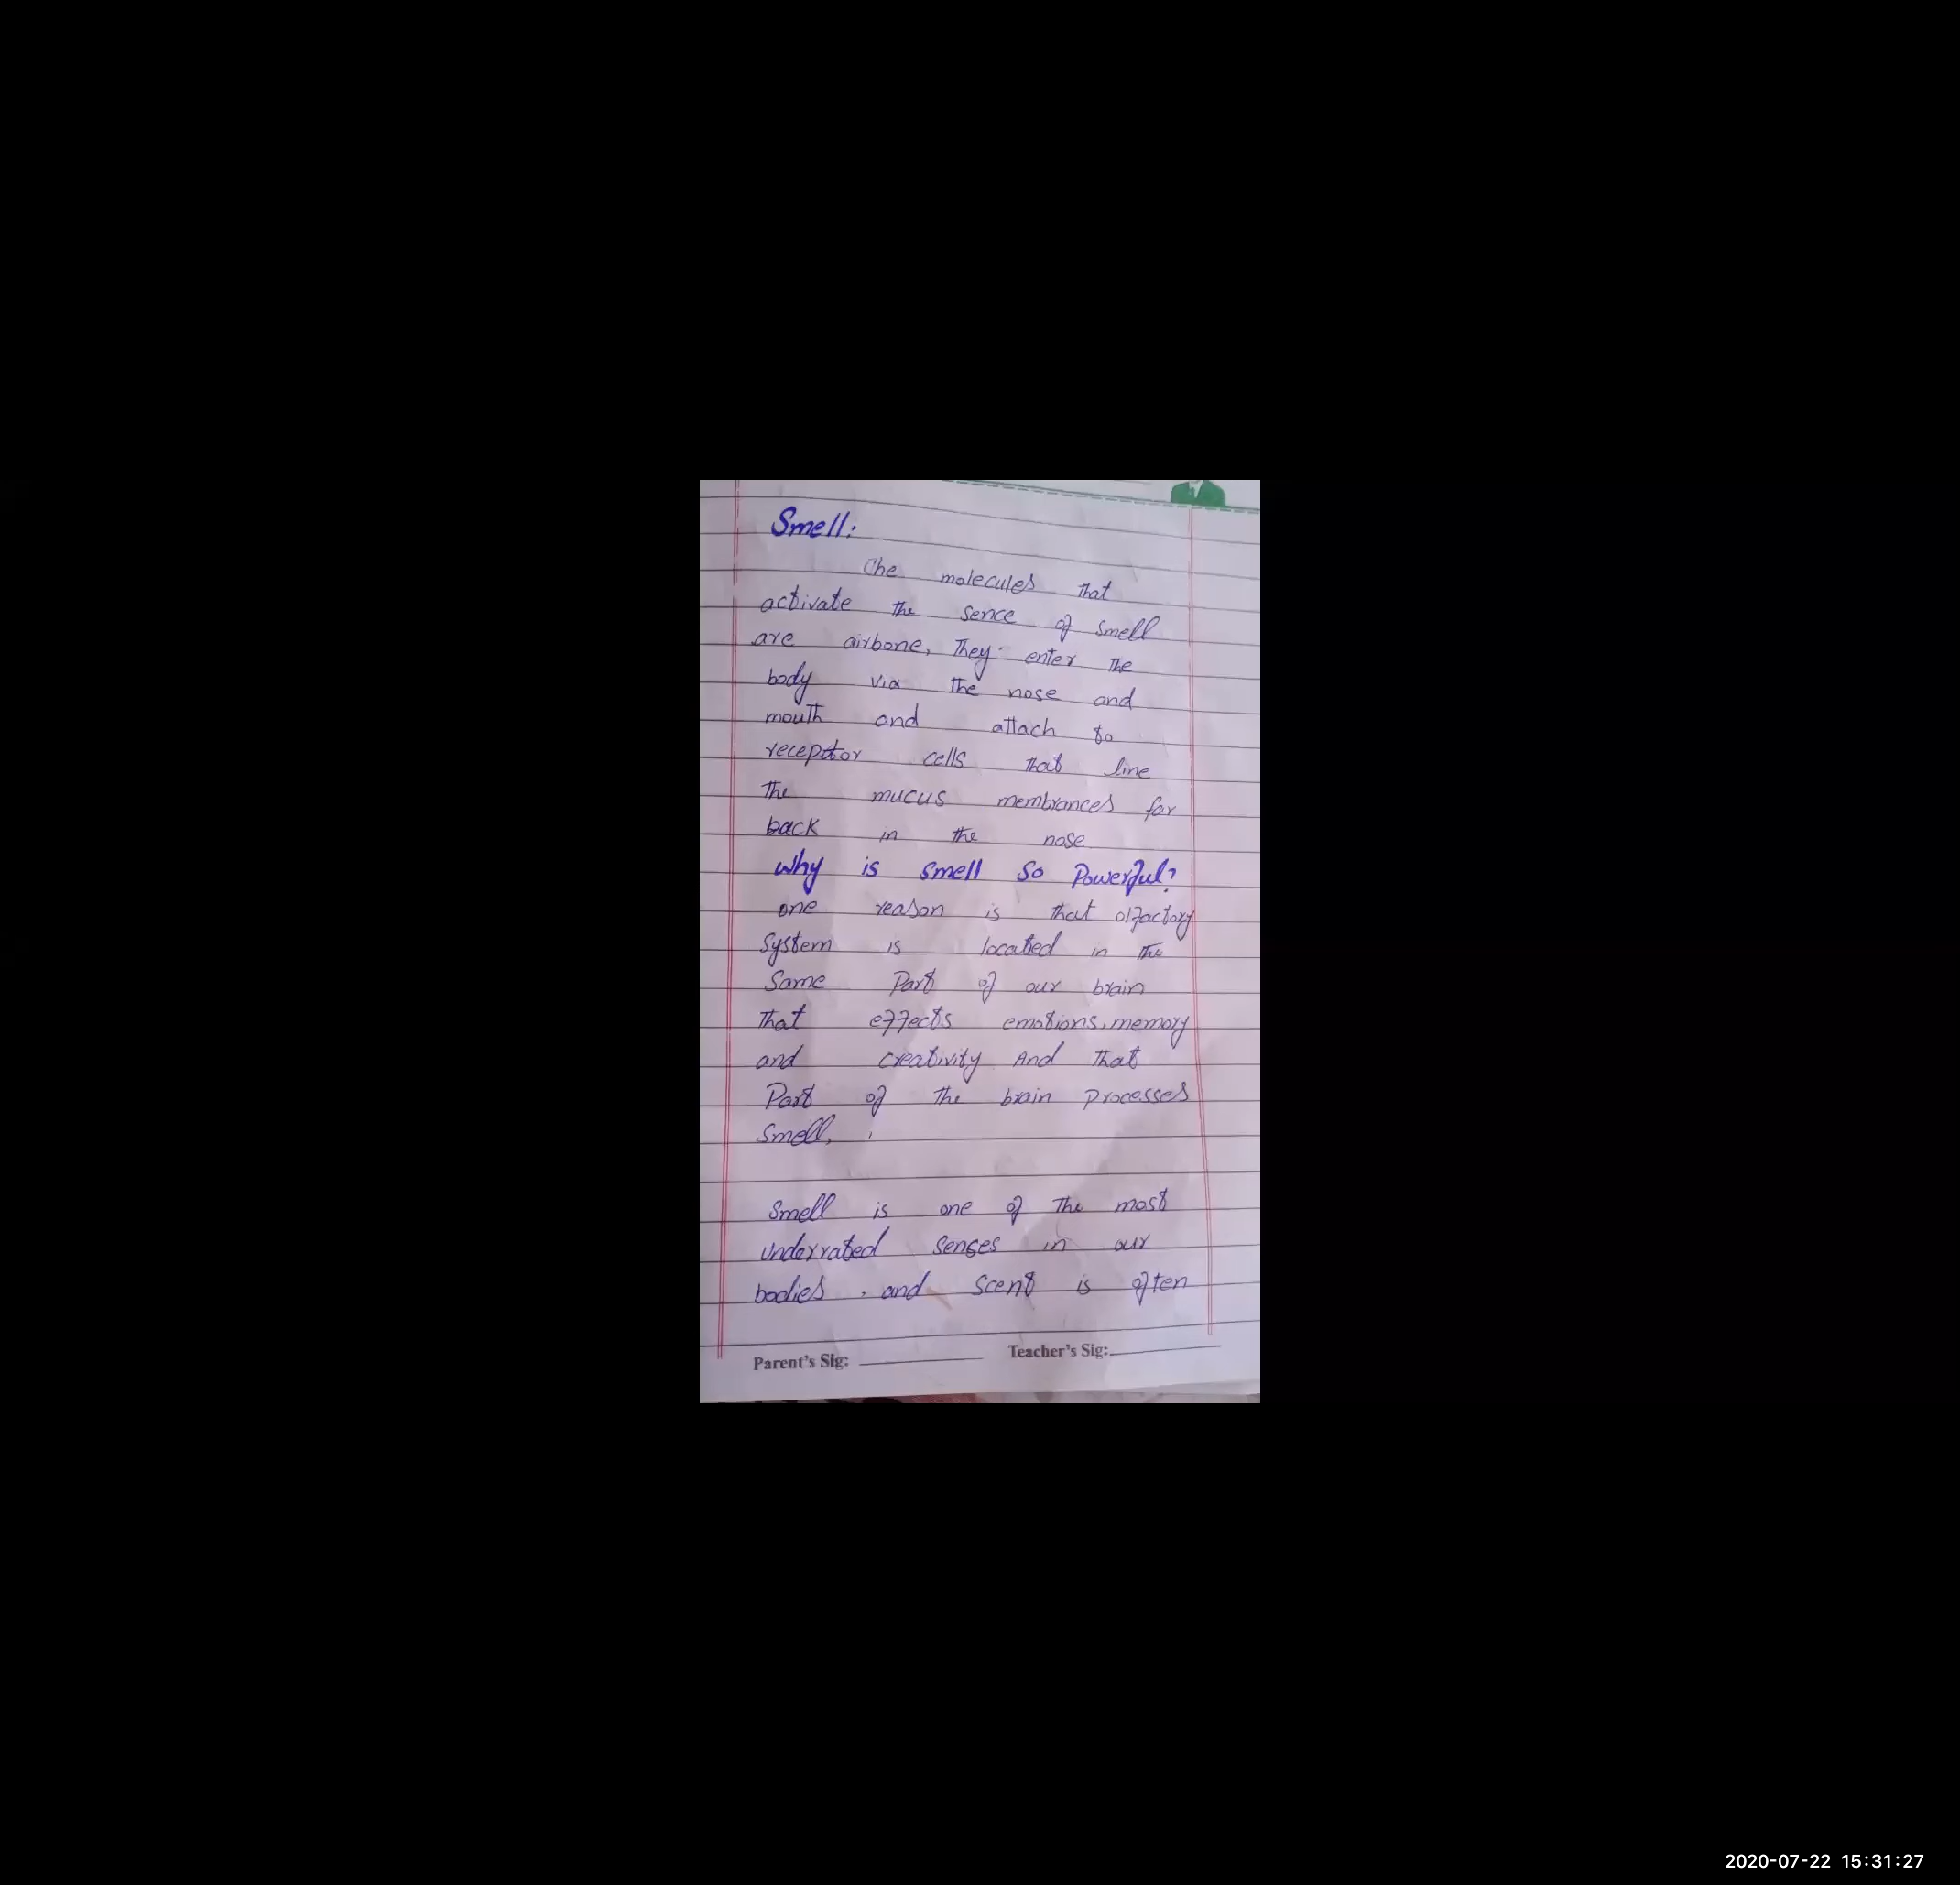 Smell:
The molecules that
activate the sence of smell
are airbone, They enter the
body via the nose and
mouth and attach to
receptor cells that line
The mucus membrances far
back in the nose
why is smell so Powerful?
one reason is that olfactory
System is located in the
Same Part of our brain
That effects emotions, memory
and creativity And that
Part of the brain processes
Smell.
Smell is one of the most
underrated senses in our
bodies. and scent is often
Parent's Sig: Teacher's Sig:
2020-07-22 15:31:27